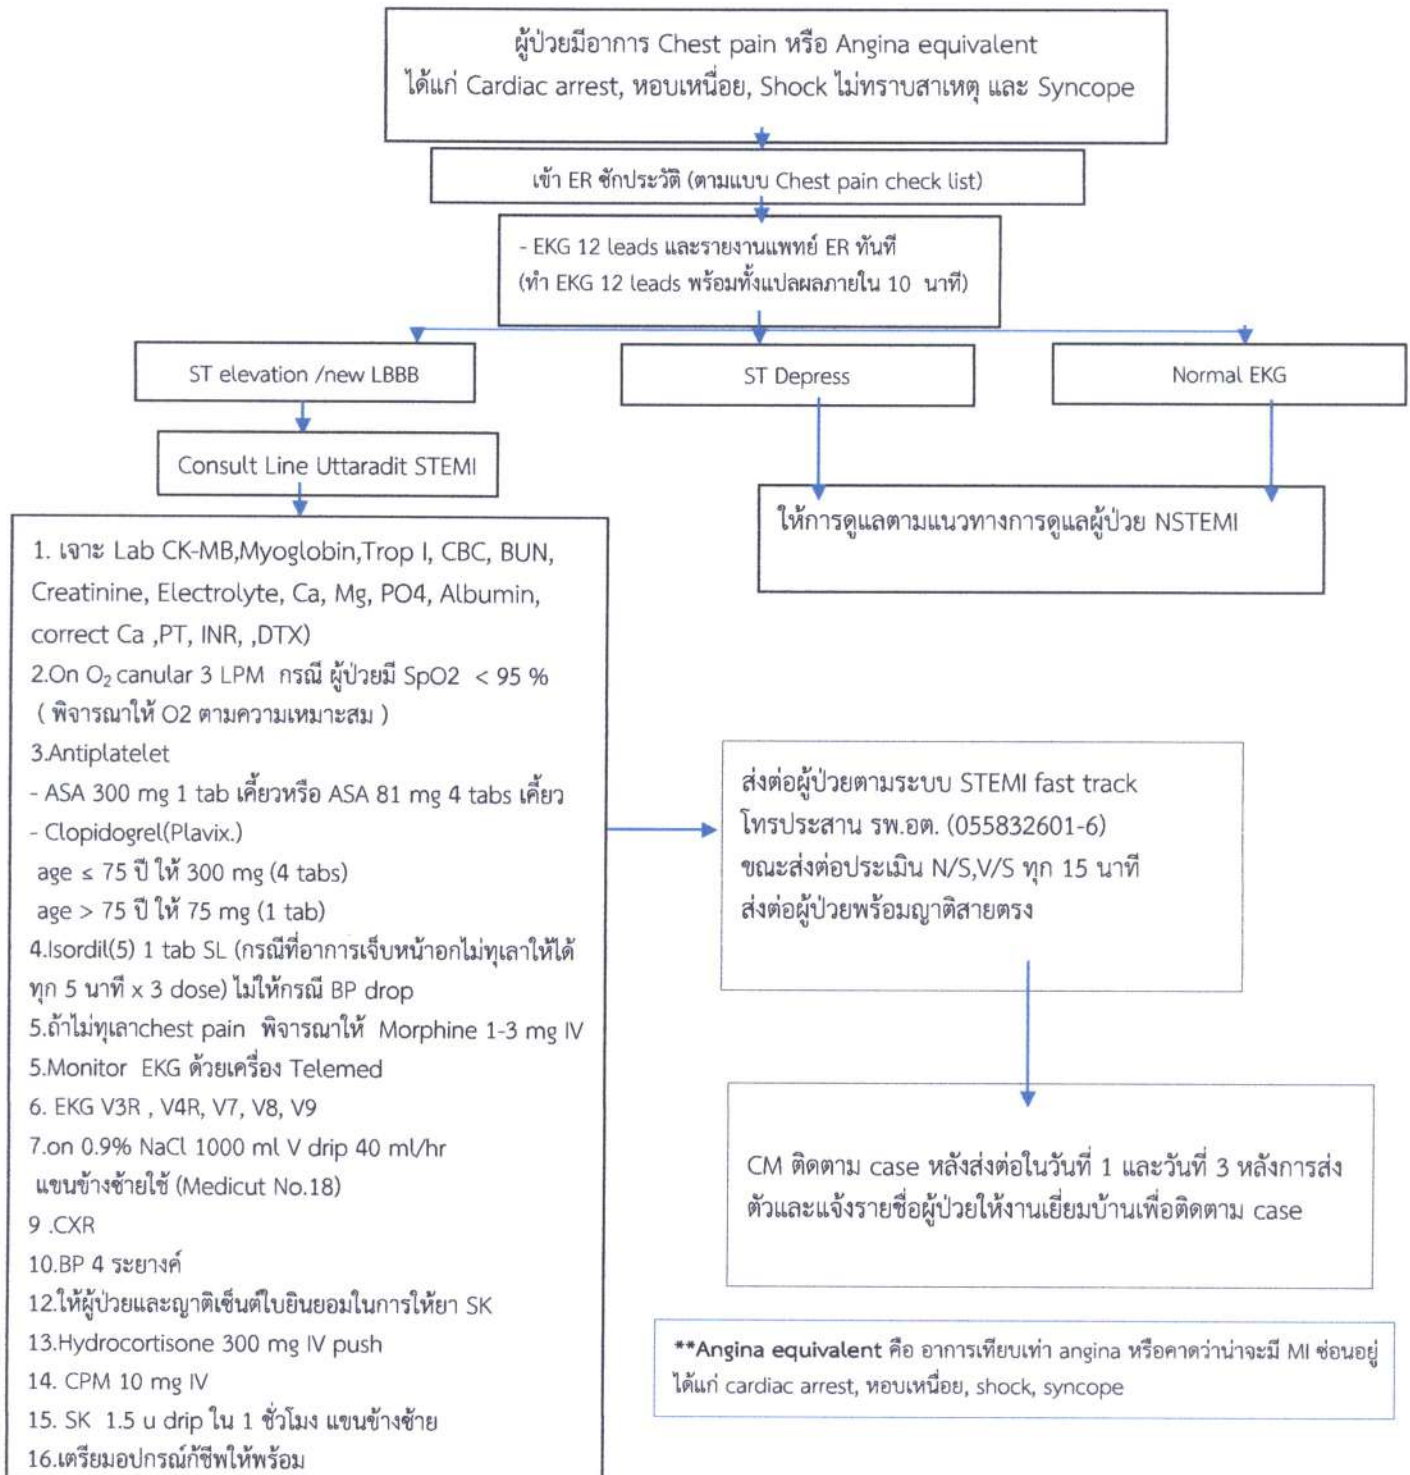 ผู้ป่วยมีอาการ Chest pain หรือ Angina equivalent
ได้แก่ Cardiac arrest, หอบเหนื่อย, Shock ไม่ทราบสาเหตุ และ Syncope
เข้า ER ซักประวัติ (ตามแบบ Chest pain check list)
- EKG 12 leads และรายงานแพทย์ ER ทันที
(ทำ EKG 12 leads พร้อมทั้งแปลผลภายใน 10 นาที)
ST elevation /new LBBB
ST Depress
Normal EKG
Consult Line Uttaradit STEMI
ให้การดูแลตามแนวทางการดูแลผู้ป่วย NSTEMI
1. เจาะ Lab CK-MB,Myoglobin,Trop I, CBC, BUN,
Creatinine, Electrolyte, Ca, Mg, PO4, Albumin,
correct Ca ,PT, INR, ,DTX)
2.On O₂ canular 3 LPM กรณี ผู้ป่วยมี SpO2 < 95 %
( พิจารณาให้ O2 ตามความเหมาะสม )
3.Antiplatelet
- ASA 300 mg 1 tab เคี้ยวหรือ ASA 81 mg 4 tabs เคี้ยว
- Clopidogrel(Plavix.)
age ≤ 75 ปี ให้ 300 mg (4 tabs)
age > 75 ปี ให้ 75 mg (1 tab)
4.Isordil(5) 1 tab SL (กรณีที่อาการเจ็บหน้าอกไม่ทุเลาให้ได้
ทุก 5 นาที x 3 dose) ไม่ให้กรณี BP drop
5.ถ้าไม่ทุเลาchest pain พิจารณาให้ Morphine 1-3 mg IV
5.Monitor EKG ด้วยเครื่อง Telemed
6. EKG V3R , V4R, V7, V8, V9
7.on 0.9% NaCl 1000 ml V drip 40 ml/hr
แขนข้างซ้ายใช้ (Medicut No.18)
9 .CXR
10.BP 4 ระยางค์
12.ให้ผู้ป่วยและญาติเซ็นต์ใบยินยอมในการให้ยา SK
13.Hydrocortisone 300 mg IV push
14. CPM 10 mg IV
15. SK 1.5 u drip ใน 1 ชั่วโมง แขนข้างซ้าย
16.เตรียมอุปกรณ์กู้ชีพให้พร้อม
ส่งต่อผู้ป่วยตามระบบ STEMI fast track
โทรประสาน รพ.อต. (055832601-6)
ขณะส่งต่อประเมิน N/S,V/S ทุก 15 นาที
ส่งต่อผู้ป่วยพร้อมญาติสายตรง
CM ติดตาม case หลังส่งต่อในวันที่ 1 และวันที่ 3 หลังการส่ง
ตัวและแจ้งรายชื่อผู้ป่วยให้งานเยี่ยมบ้านเพื่อติดตาม case
**Angina equivalent คือ อาการเทียบเท่า angina หรือคาดว่าน่าจะมี MI ซ่อนอยู่
ได้แก่ cardiac arrest, หอบเหนื่อย, shock, syncope